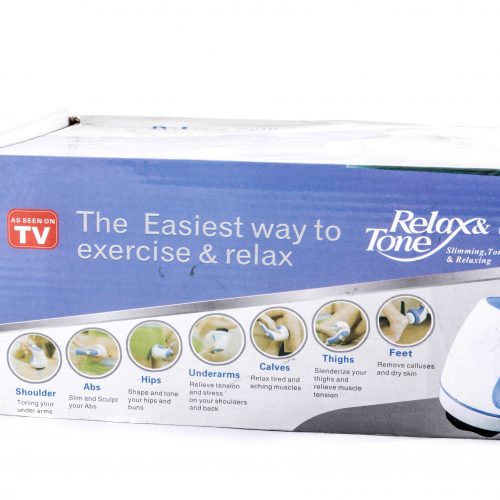 AS SEEN ON
TV
The Easiest way to
exercise & relax
Relax&
Tone
Slimming, Ton
& Relaxing
Shoulder
Toning your
under arms
Abs
Slim and Sculpt
your Abs
Hips
Shape and tone
your hips and
buns
Underarms
Relieve tension
and stress
on your shoulders
and back
Calves
Relax tired and
aching muscles
Thighs
Slenderize your
thighs and
relieve muscle
tension
Feet
Remove calluses
and dry skin